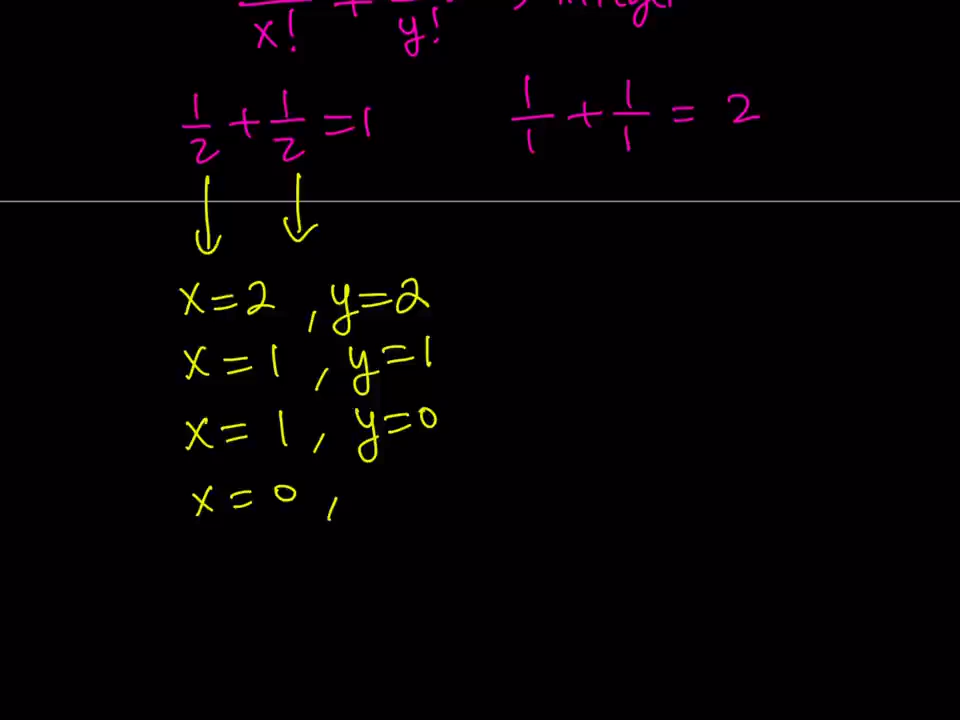 x! + y!
1/2 + 1/2 = 1 1/1 + 1/1 = 2
x = 2 , y = 2
x = 1 , y = 1
x = 1 , y = 0
x = 0 ,